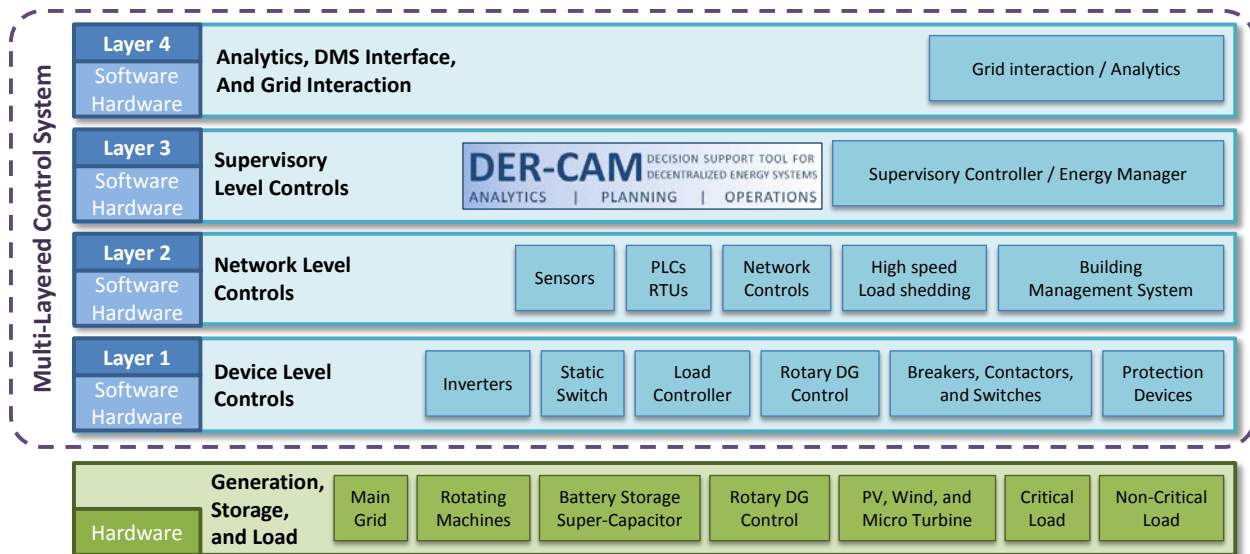 Multi-Layered Control System
Layer 4
Software
Hardware
Analytics, DMS Interface,
And Grid Interaction
Grid interaction / Analytics
Layer 3
Software
Hardware
Supervisory
Level Controls
DER-CAM
DECISION SUPPORT TOOL FOR
DECENTRALIZED ENERGY SYSTEMS
ANALYTICS | PLANNING | OPERATIONS
Supervisory Controller / Energy Manager
Layer 2
Software
Hardware
Network Level
Controls
Sensors
PLCs
RTUs
Network
Controls
High speed
Load shedding
Building
Management System
Layer 1
Software
Hardware
Device Level
Controls
Inverters
Static
Switch
Load
Controller
Rotary DG
Control
Breakers, Contactors,
and Switches
Protection
Devices
Hardware
Generation,
Storage,
and Load
Main
Grid
Rotating
Machines
Battery Storage
Super-Capacitor
Rotary DG
Control
PV, Wind, and
Micro Turbine
Critical
Load
Non-Critical
Load